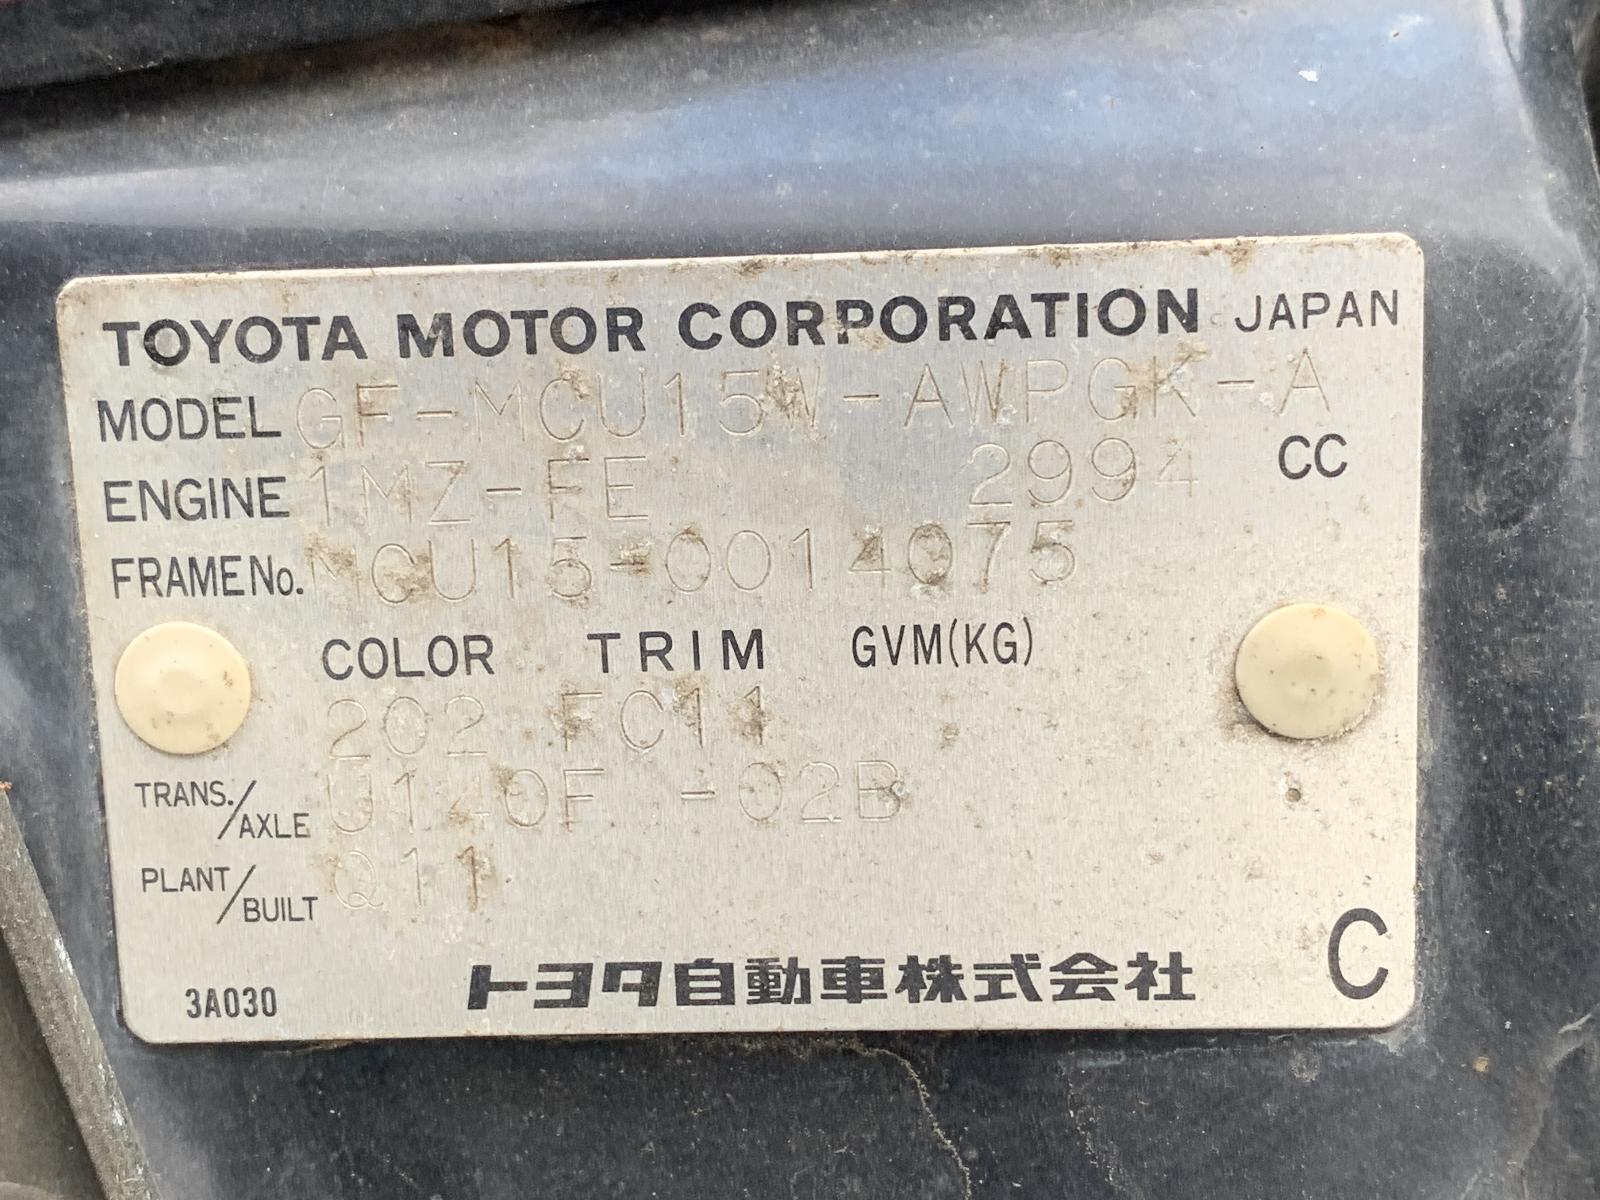 TOYOTA MOTOR CORPORATION JAPAN
MODEL GF-MCU15W-AWPGK-A
ENGINE 1MZ-FE 2994 CC
FRAME No. MCU15-0014075
COLOR TRIM GVM(KG)
202 FC11
TRANS./AXLE U140F -02B
PLANT/BUILT Q11
3A030 トヨタ自動車株式会社 C